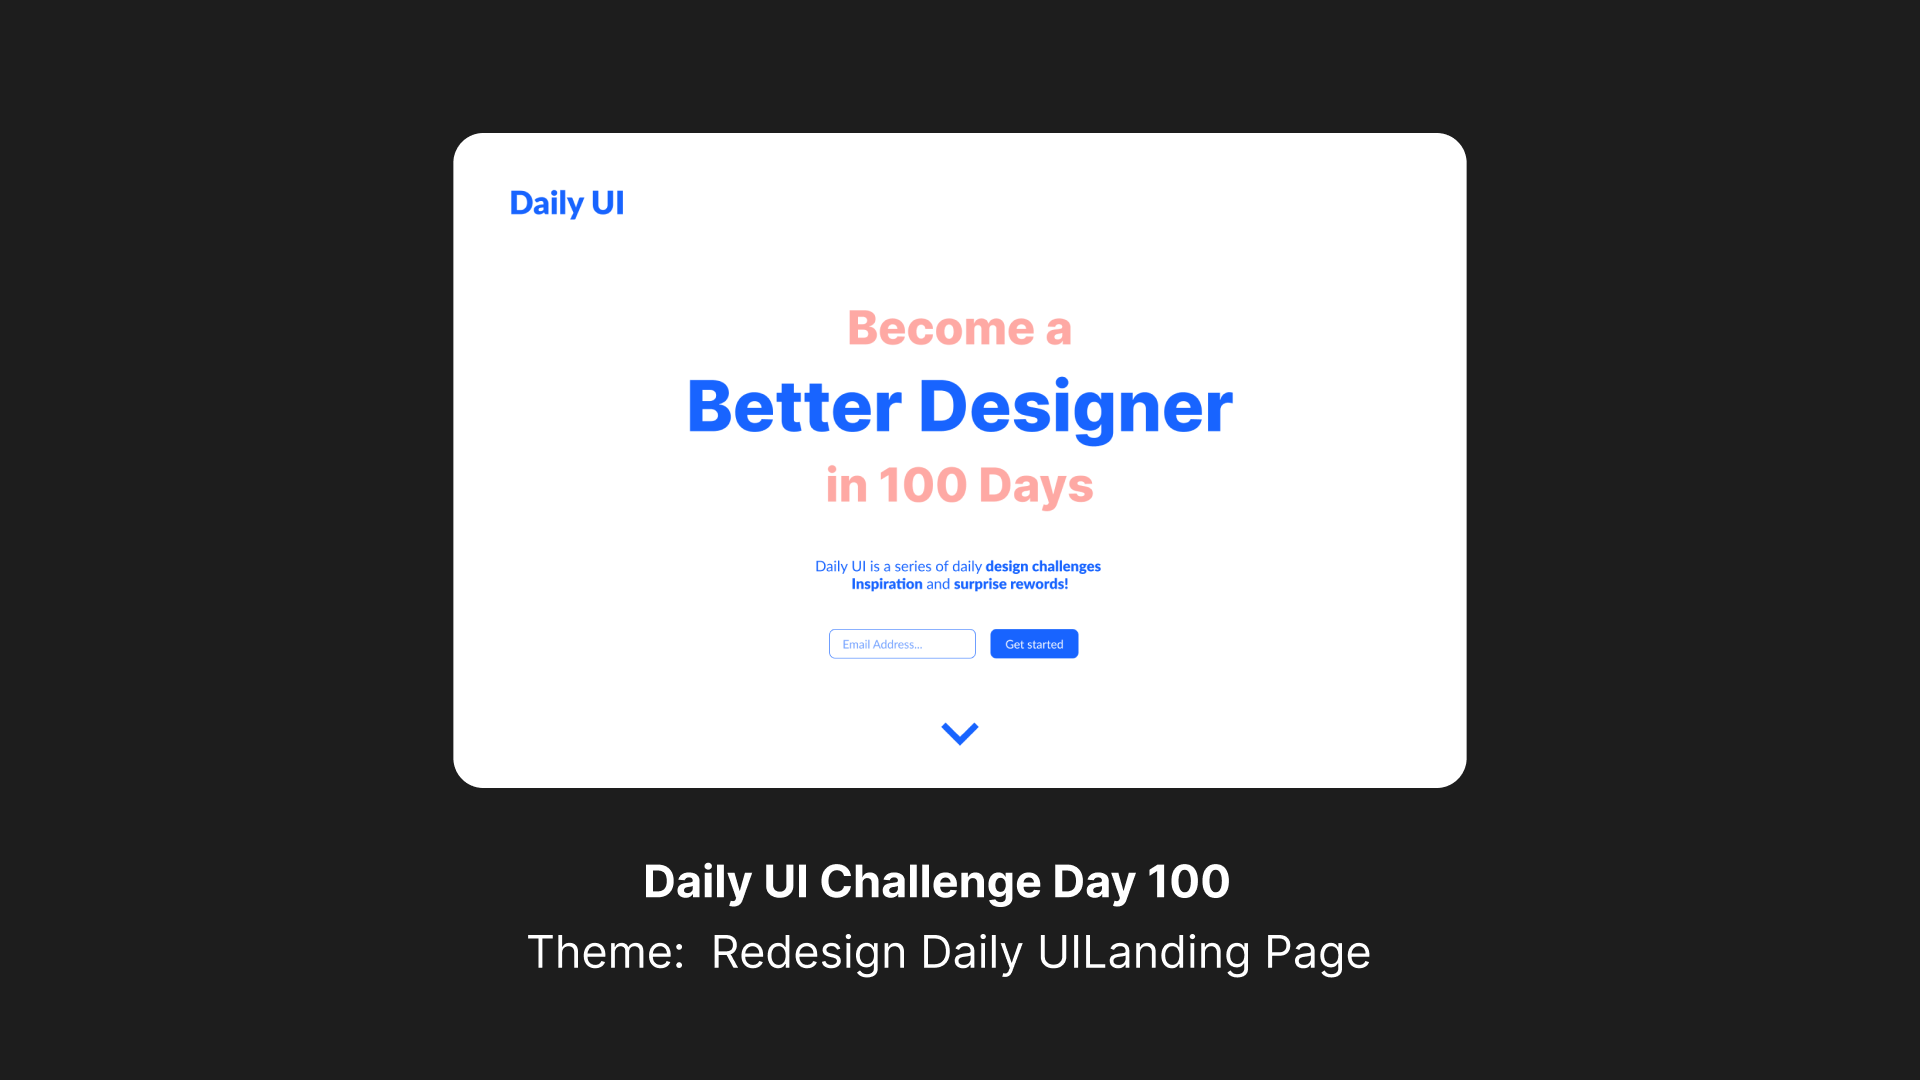 Daily UI
Become a
Better Designer
in 100 Days
Daily UI is a series of daily design challenges
Inspiration and surprise rewords!
Email Address...
Get started
Daily UI Challenge Day 100
Theme:  Redesign Daily UILanding Page